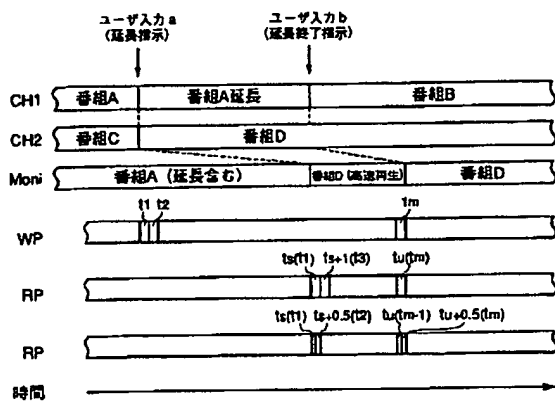 ユーザ入力a ユーザ入力b
(延長指示) (延長終了指示)
CH1 番組A 番組A延長 番組B
CH2 番組C 番組D
Moni 番組A (延長含む) 番組D (高速再生) 番組D
t1 t2 1m
WP
ts(t1) ts+1(t3) tu(tm)
RP
ts(t1) ts+0.5(t2) tu(tm-1) tu+0.5(tm)
RP
時間